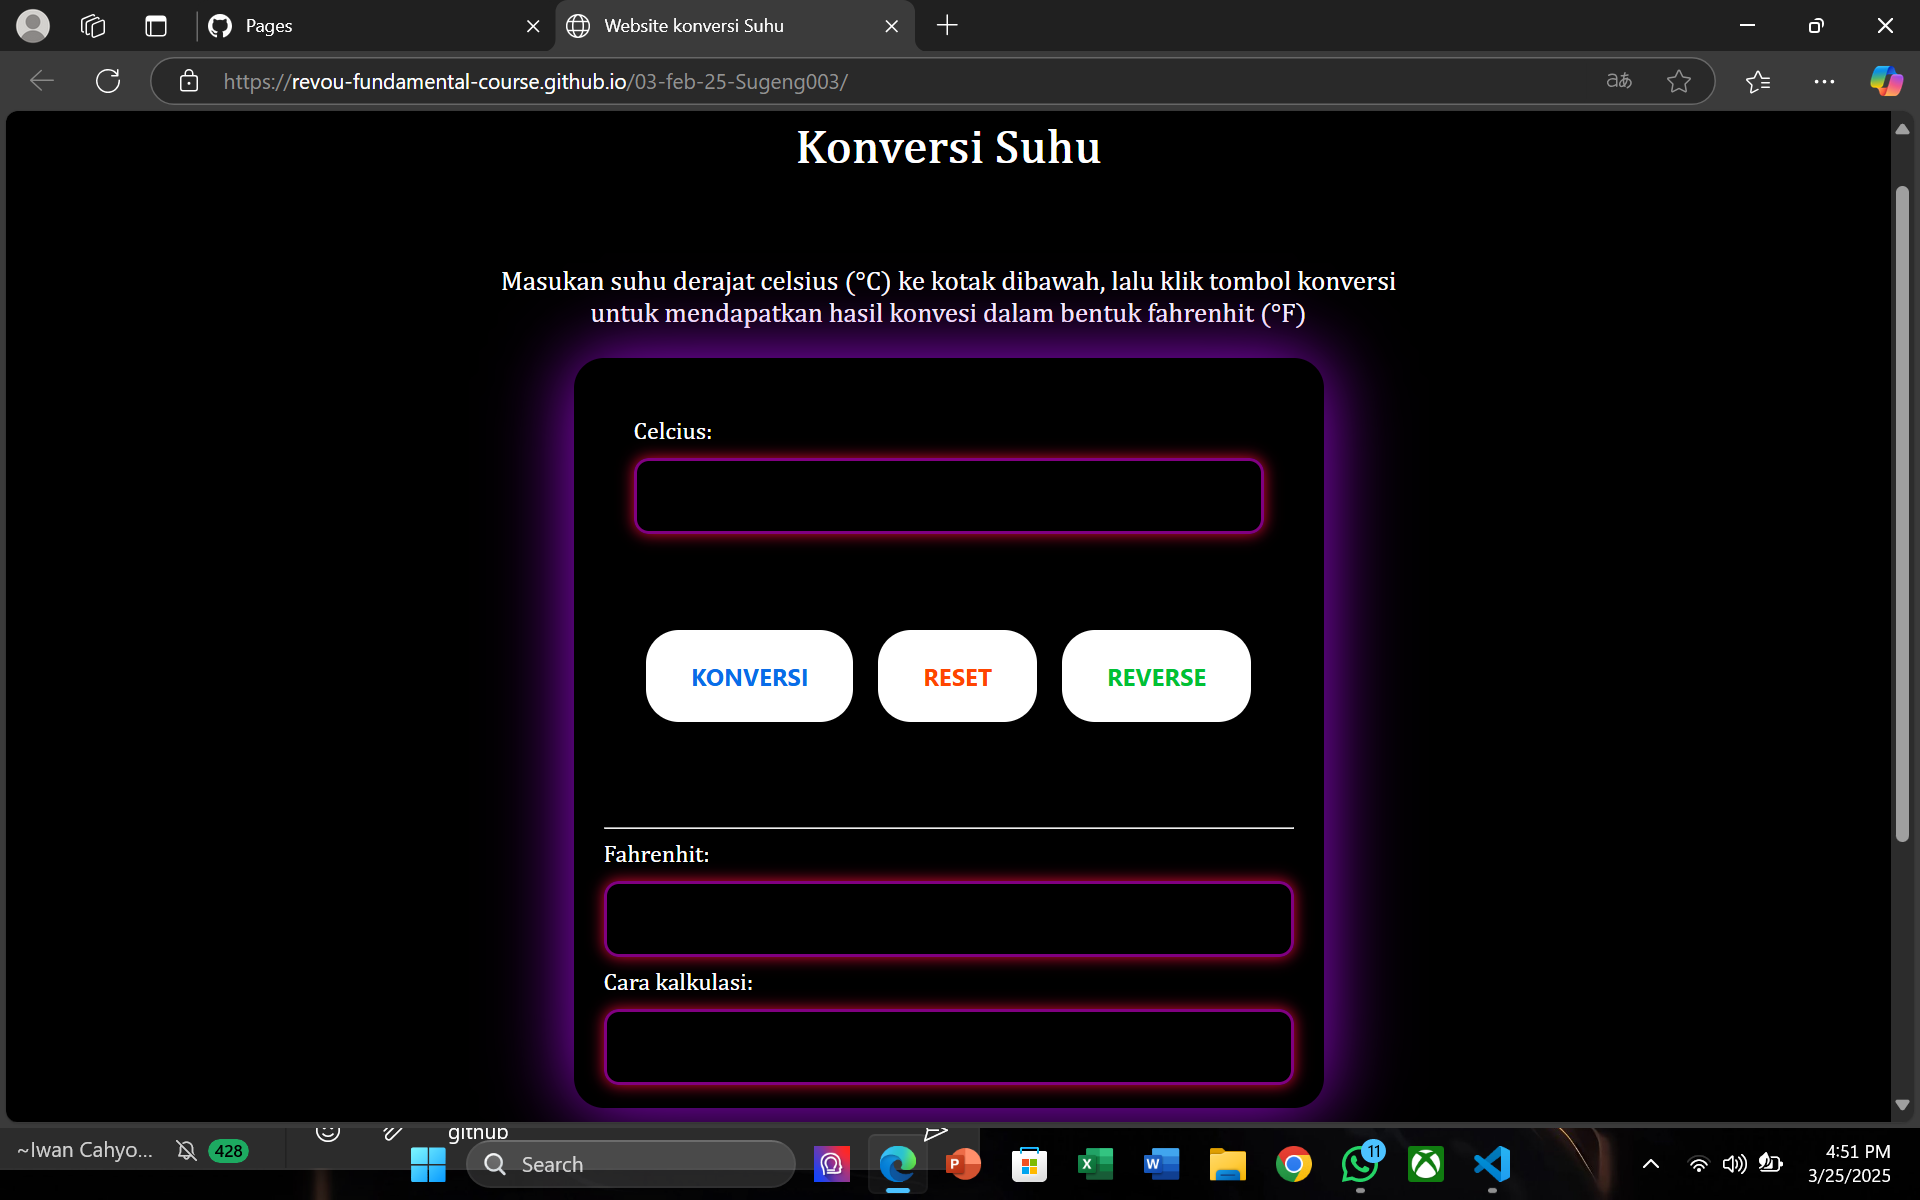 Pages
Website konversi Suhu
https://revou-fundamental-course.github.io/03-feb-25-Sugeng003/
Konversi Suhu
Masukan suhu derajat celsius (°C) ke kotak dibawah, lalu klik tombol konversi
untuk mendapatkan hasil konvesi dalam bentuk fahrenhit (°F)
Celcius:
KONVERSI RESET REVERSE
Fahrenhit:
Cara kalkulasi:
~Iwan Cahyo... 428
github
Search
11
4:51 PM
3/25/2025